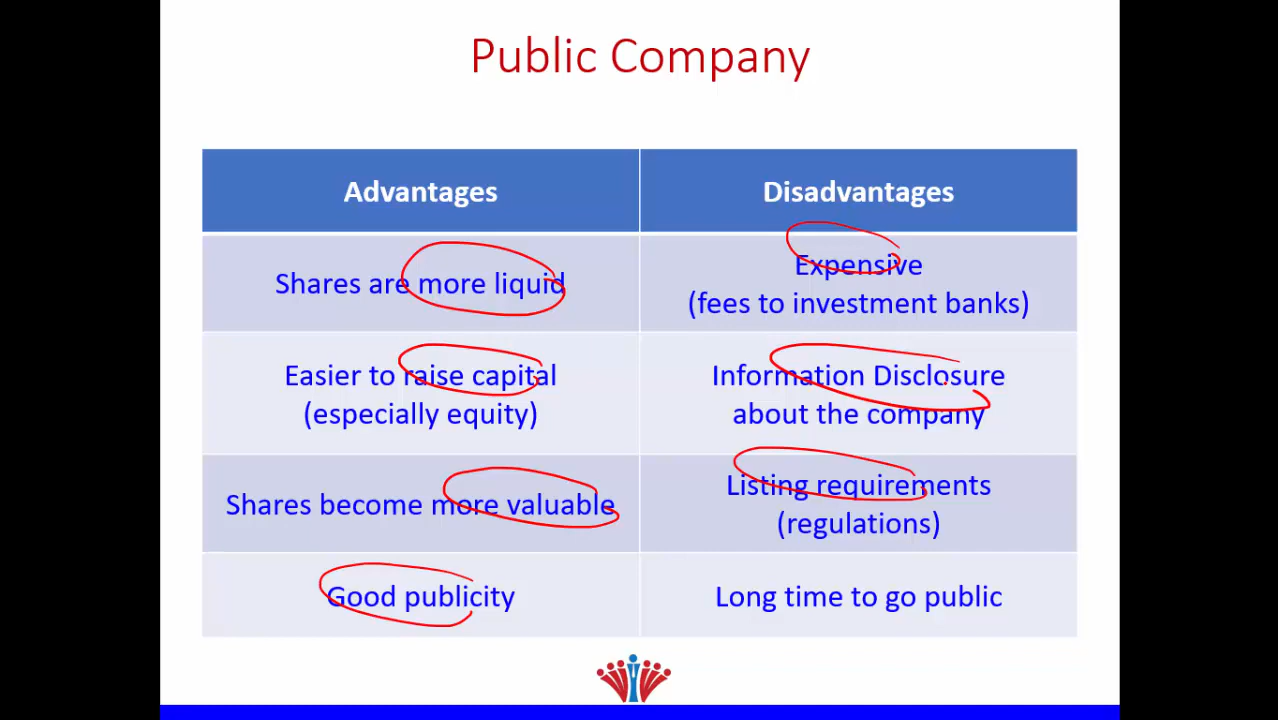 Public Company
Advantages
Disadvantages
Shares are more liquid
Expensive
(fees to investment banks)
Easier to raise capital
(especially equity)
Information Disclosure
about the company
Shares become more valuable
Listing requirements
(regulations)
Good publicity
Long time to go public